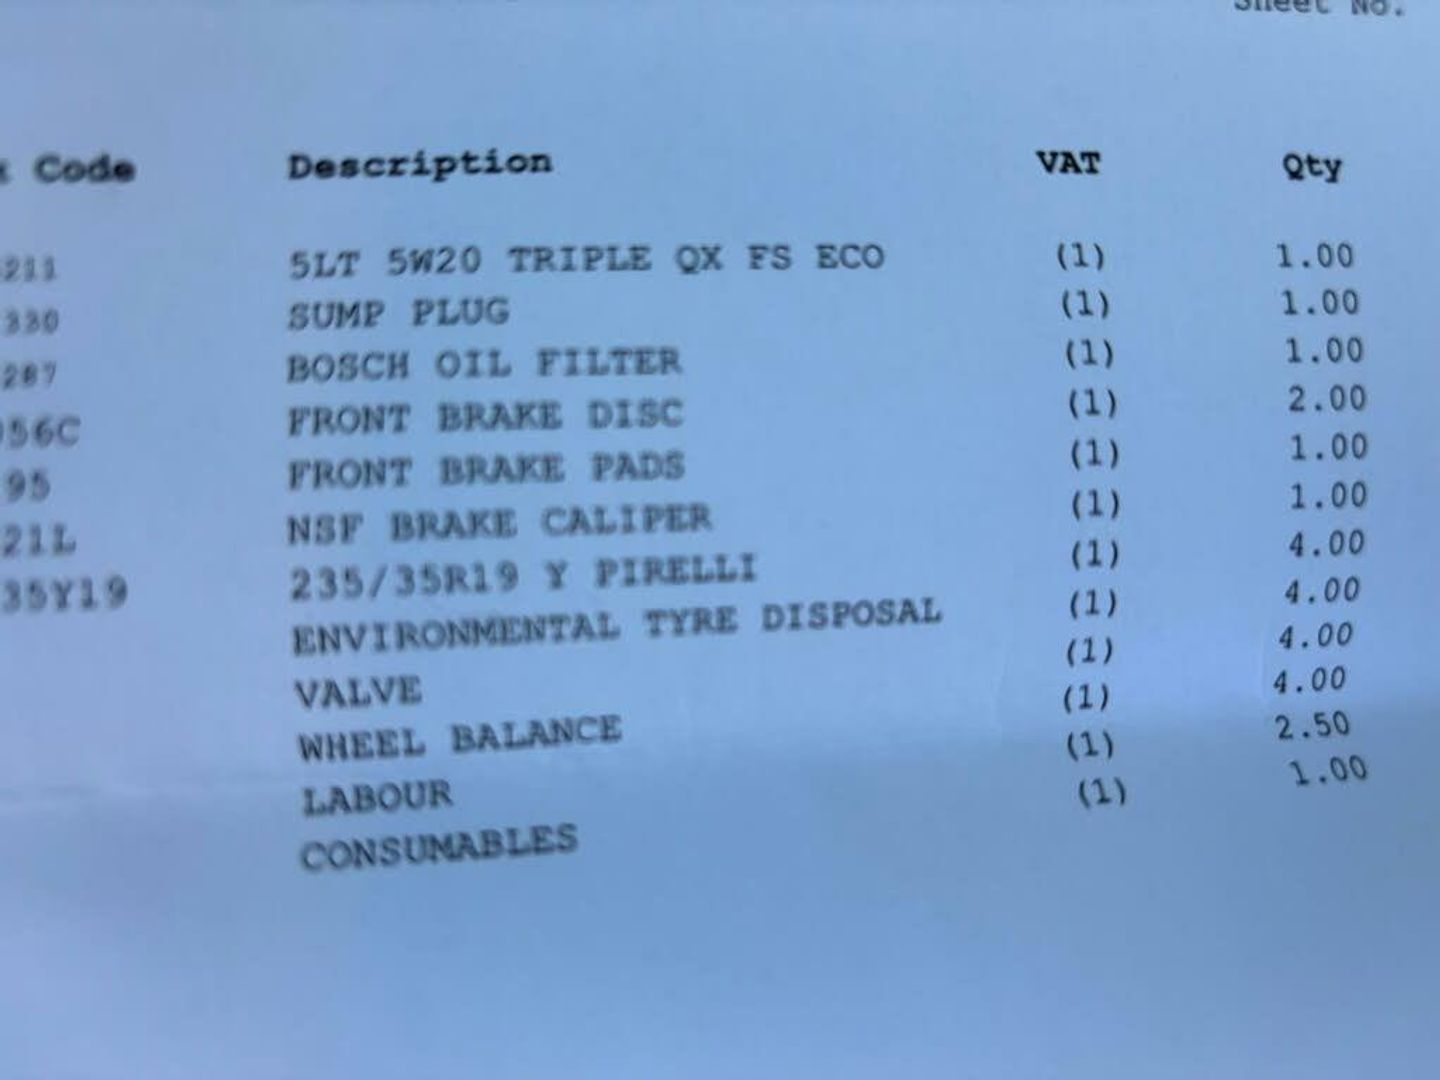 Sheet No.
Code Description VAT Qty
211 5LT 5W20 TRIPLE QX FS ECO (1) 1.00
330 SUMP PLUG (1) 1.00
287 BOSCH OIL FILTER (1) 1.00
56C FRONT BRAKE DISC (1) 2.00
95 FRONT BRAKE PADS (1) 1.00
21L NSF BRAKE CALIPER (1) 1.00
35Y19 235/35R19 Y PIRELLI (1) 4.00
ENVIRONMENTAL TYRE DISPOSAL (1) 4.00
VALVE (1) 4.00
WHEEL BALANCE (1) 4.00
LABOUR (1) 2.50
CONSUMABLES (1) 1.00